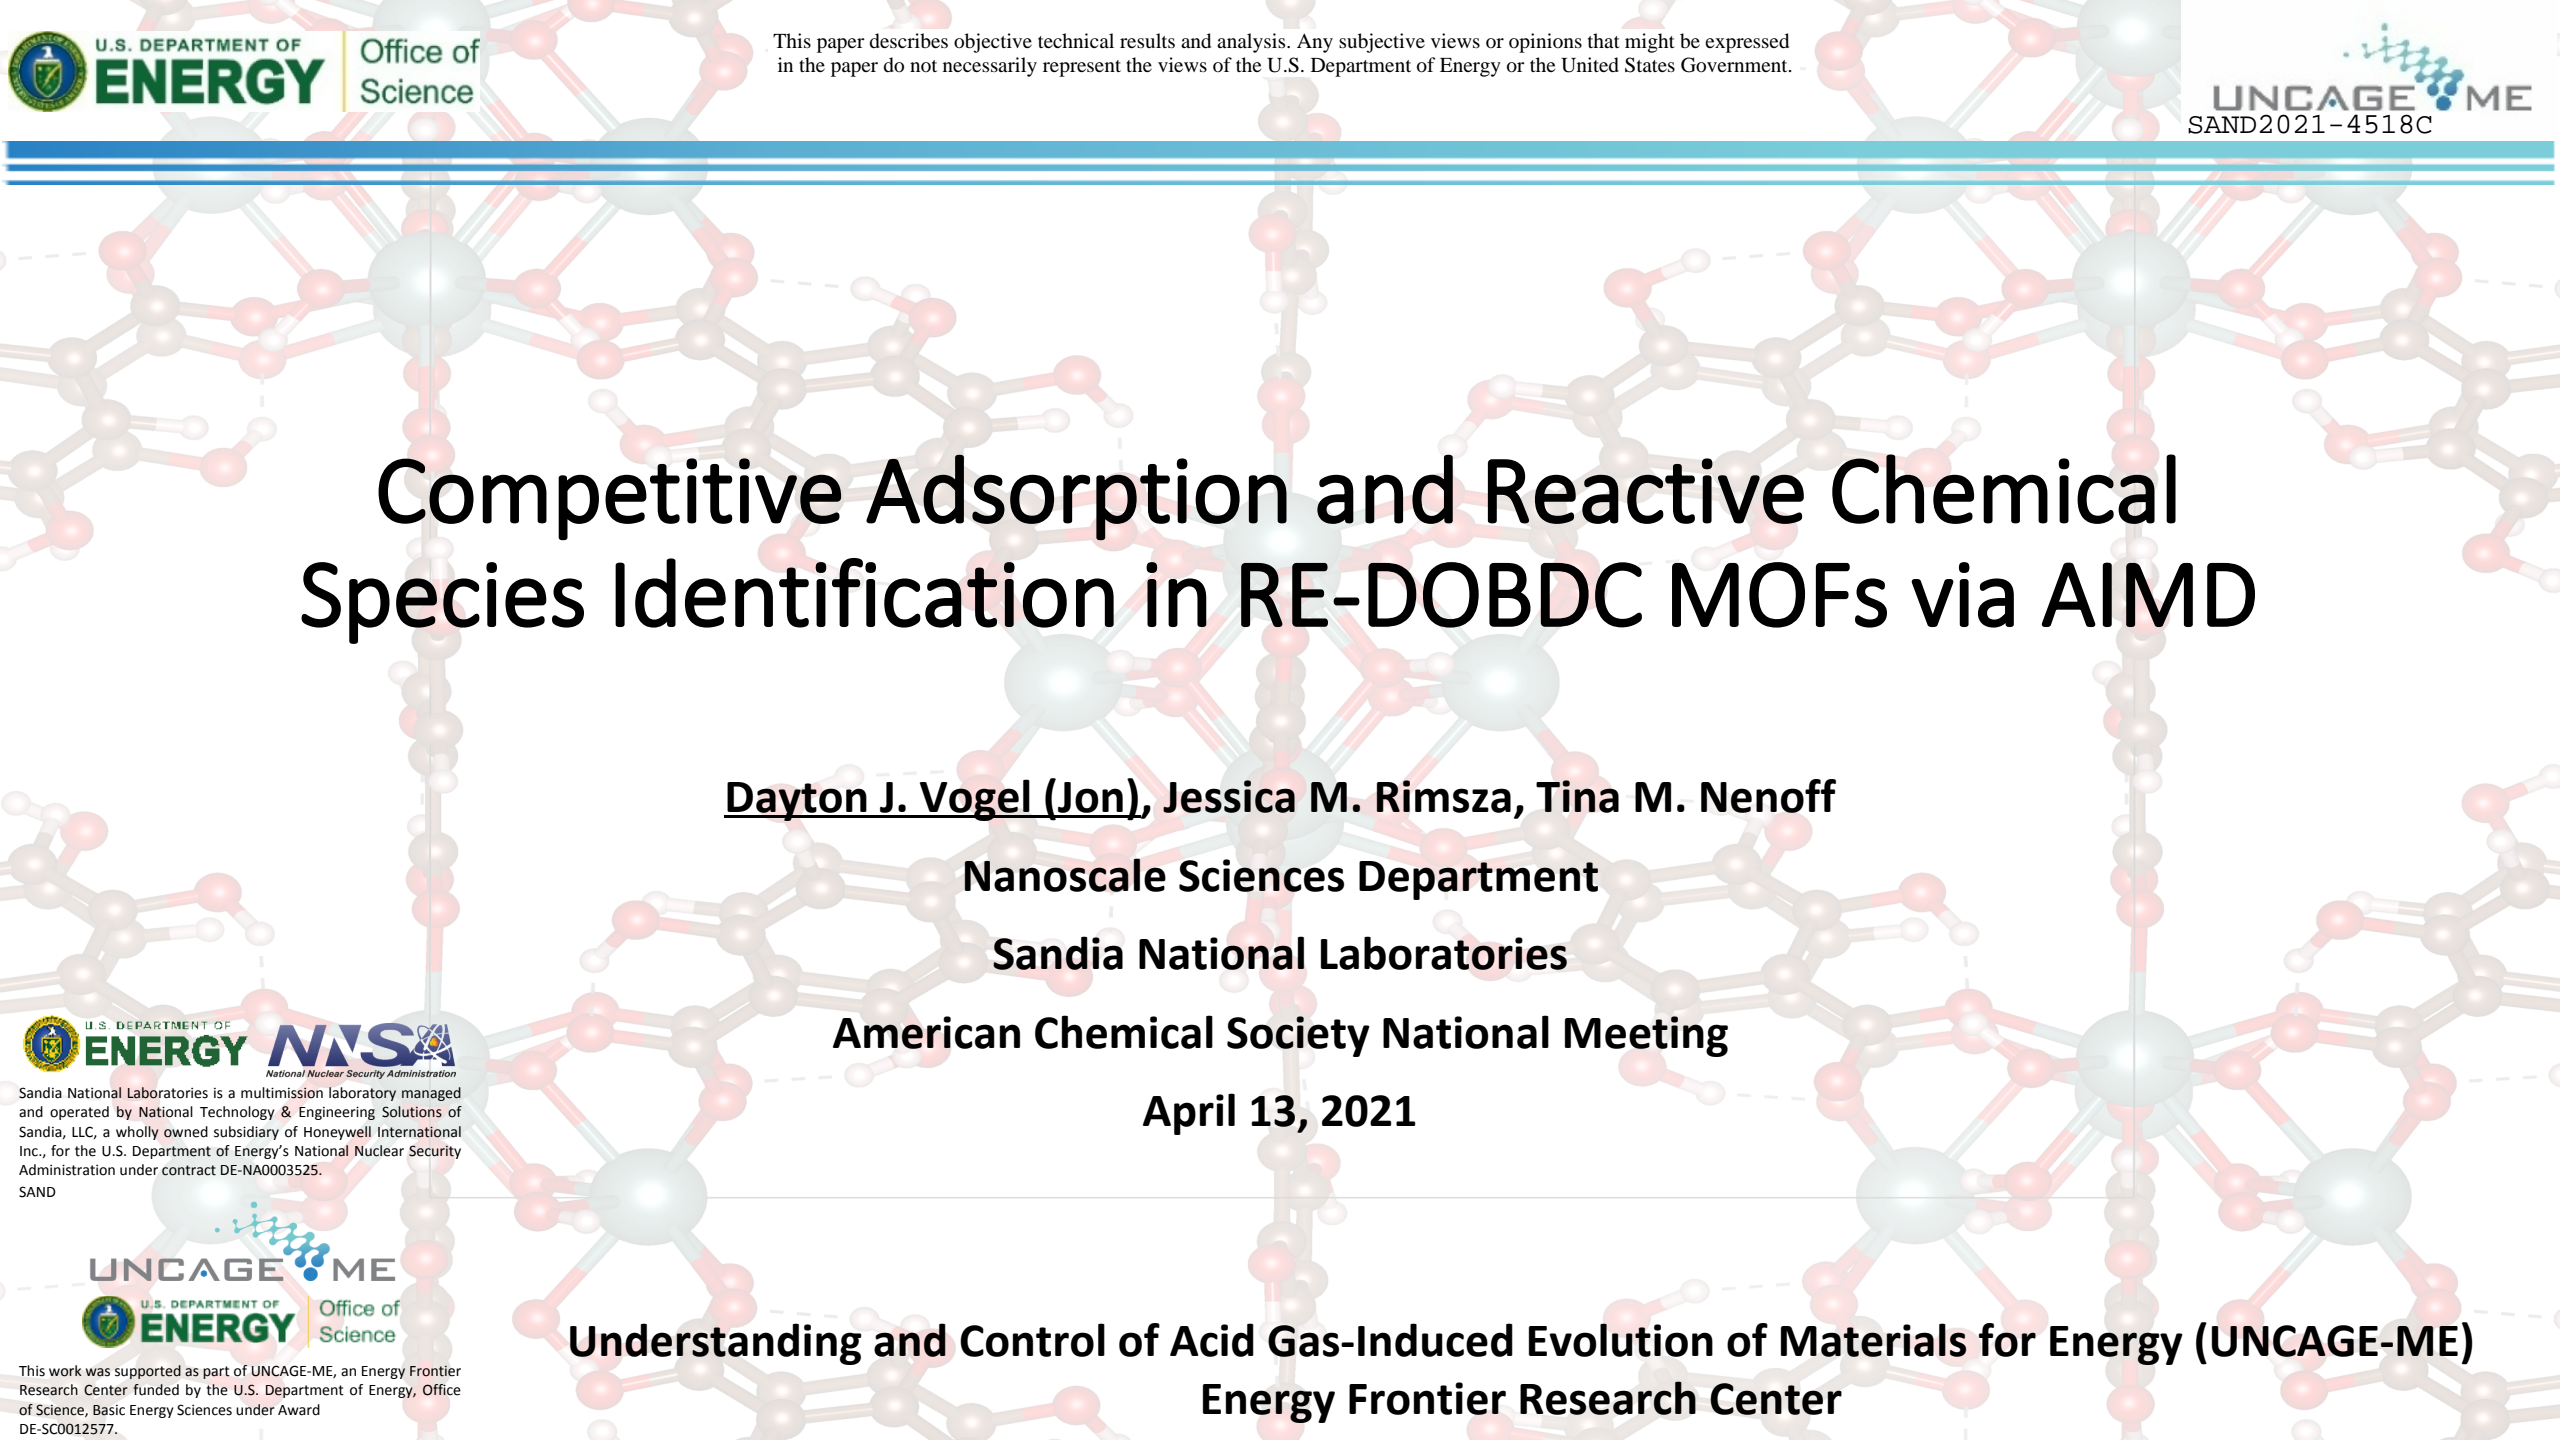 U.S. DEPARTMENT OF
ENERGY
Office of
Science
This paper describes objective technical results and analysis. Any subjective views or opinions that might be expressed
in the paper do not necessarily represent the views of the U.S. Department of Energy or the United States Government.
UNCAGE ME
SAND2021-4518C
Competitive Adsorption and Reactive Chemical
Species Identification in RE-DOBDC MOFs via AIMD
Dayton J. Vogel (Jon), Jessica M. Rimsza, Tina M. Nenoff
Nanoscale Sciences Department
Sandia National Laboratories
American Chemical Society National Meeting
April 13, 2021
U.S. DEPARTMENT OF
ENERGY
NNSA
National Nuclear Security Administration
Sandia National Laboratories is a multimission laboratory managed
and operated by National Technology & Engineering Solutions of
Sandia, LLC, a wholly owned subsidiary of Honeywell International
Inc., for the U.S. Department of Energy’s National Nuclear Security
Administration under contract DE-NA0003525.
SAND
UNCAGE ME
U.S. DEPARTMENT OF
ENERGY
Office of
Science
This work was supported as part of UNCAGE-ME, an Energy Frontier
Research Center funded by the U.S. Department of Energy, Office
of Science, Basic Energy Sciences under Award
DE-SC0012577.
Understanding and Control of Acid Gas-Induced Evolution of Materials for Energy (UNCAGE-ME)
Energy Frontier Research Center